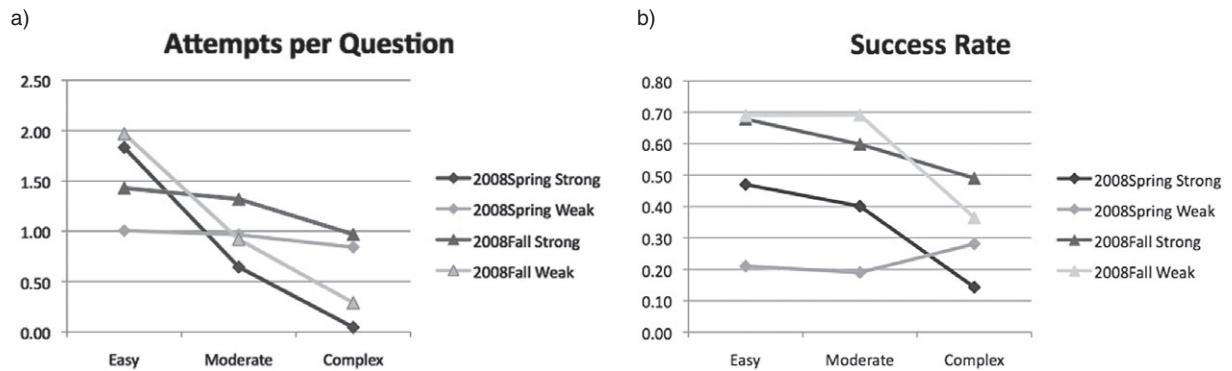 a)
Attempts per Question
2.50
2.00
1.50
1.00
0.50
0.00
Easy
Moderate
Complex
2008Spring Strong
2008Spring Weak
2008Fall Strong
2008Fall Weak
b)
Success Rate
0.80
0.70
0.60
0.50
0.40
0.30
0.20
0.10
0.00
Easy
Moderate
Complex
2008Spring Strong
2008Spring Weak
2008Fall Strong
2008Fall Weak